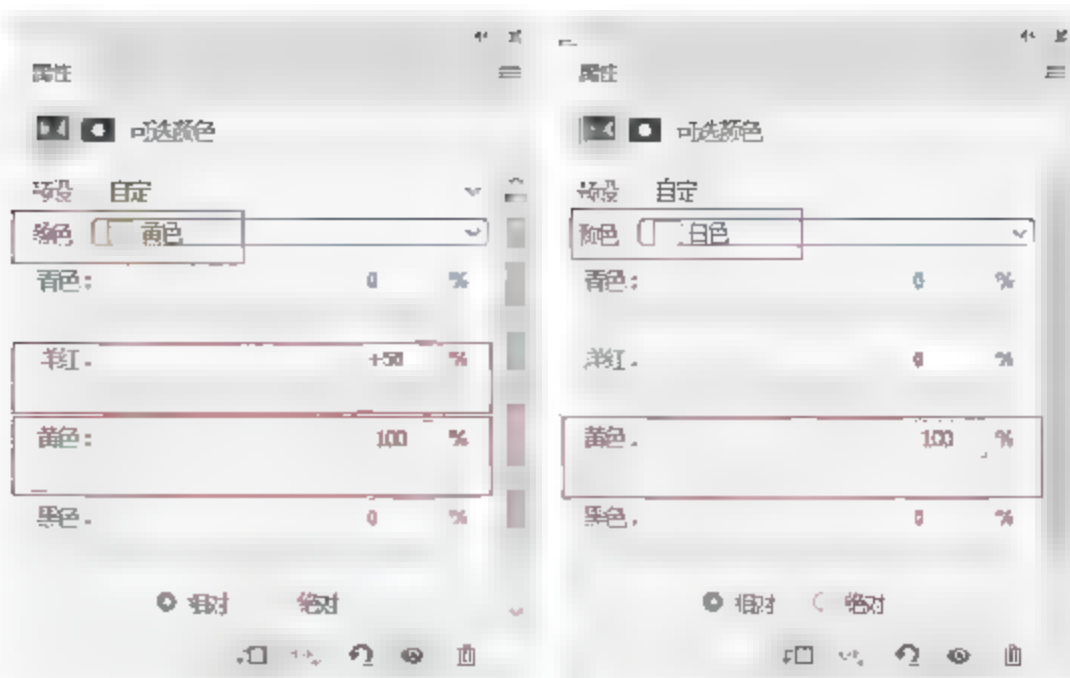 属性
可选颜色
预设 自定
颜色 黄色
青色: 0 %
洋红: +50 %
黄色: 100 %
黑色: 0 %
相对 绝对
属性
可选颜色
预设 自定
颜色 白色
青色: 0 %
洋红: 0 %
黄色: 100 %
黑色: 0 %
相对 绝对